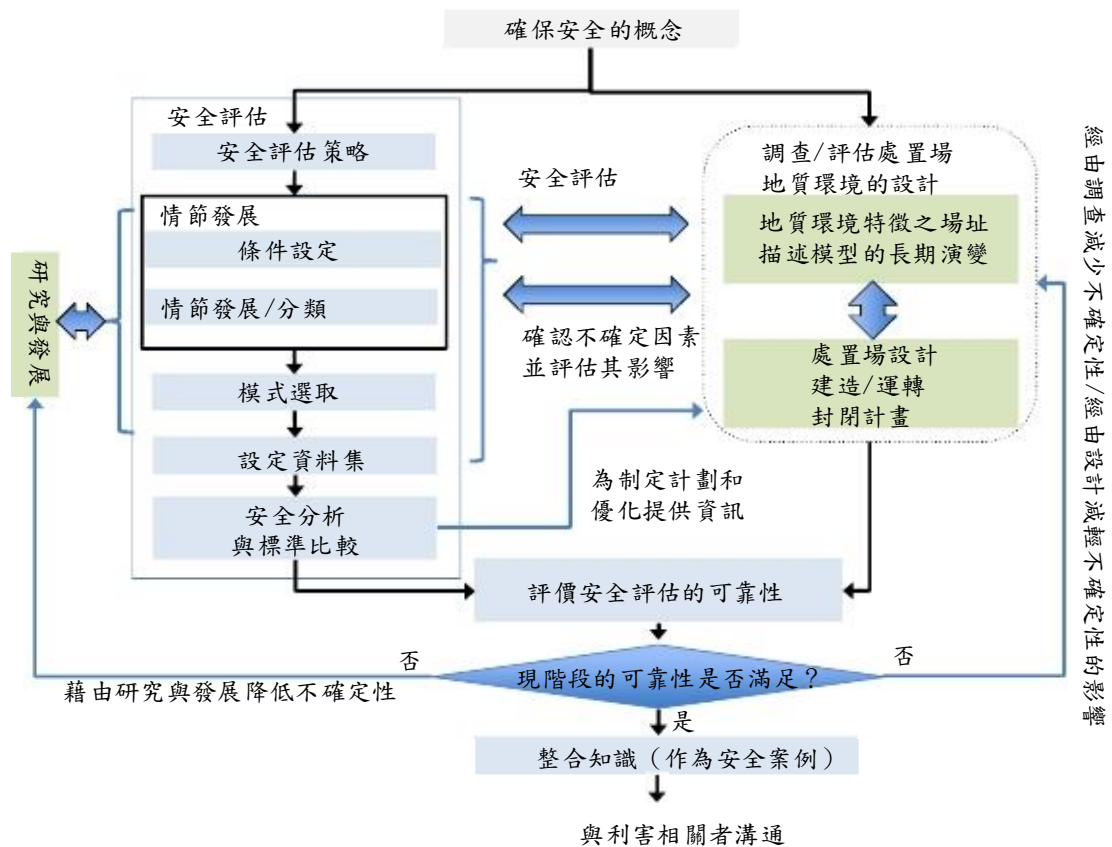 確保安全的概念
安全評估
安全評估策略
情節發展
條件設定
情節發展/分類
模式選取
設定資料集
安全分析
與標準比較
研究與發展
安全評估
確認不確定因素
並評估其影響
為制定計劃和
優化提供資訊
調查/評估處置場
地質環境的設計
地質環境特徵之場址
描述模型的長期演變
處置場設計
建造/運轉
封閉計畫
經由調查減少不確定性/經由設計減輕不確定性的影響
評價安全評估的可靠性
否
現階段的可靠性是否滿足？
否
藉由研究與發展降低不確定性
是
整合知識（作為安全案例）
與利害相關者溝通